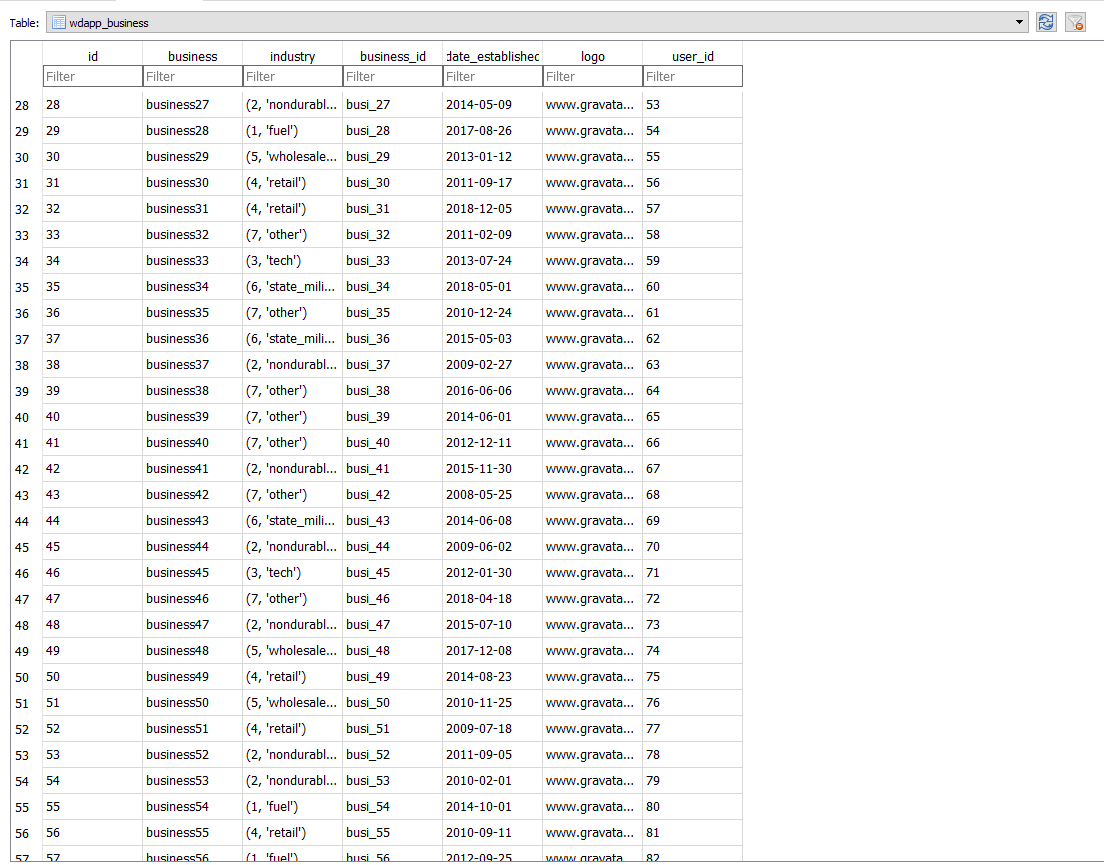 Table: wdapp_business
id business industry business_id date_established logo user_id
Filter Filter Filter Filter Filter Filter Filter
28 28 business27 (2, 'nondurabl... busi_27 2014-05-09 www.gravata... 53
29 29 business28 (1, 'fuel') busi_28 2017-08-26 www.gravata... 54
30 30 business29 (5, 'wholesale... busi_29 2013-01-12 www.gravata... 55
31 31 business30 (4, 'retail') busi_30 2011-09-17 www.gravata... 56
32 32 business31 (4, 'retail') busi_31 2018-12-05 www.gravata... 57
33 33 business32 (7, 'other') busi_32 2011-02-09 www.gravata... 58
34 34 business33 (3, 'tech') busi_33 2013-07-24 www.gravata... 59
35 35 business34 (6, 'state_mili... busi_34 2018-05-01 www.gravata... 60
36 36 business35 (7, 'other') busi_35 2010-12-24 www.gravata... 61
37 37 business36 (6, 'state_mili... busi_36 2015-05-03 www.gravata... 62
38 38 business37 (2, 'nondurabl... busi_37 2009-02-27 www.gravata... 63
39 39 business38 (7, 'other') busi_38 2016-06-06 www.gravata... 64
40 40 business39 (7, 'other') busi_39 2014-06-01 www.gravata... 65
41 41 business40 (7, 'other') busi_40 2012-12-11 www.gravata... 66
42 42 business41 (2, 'nondurabl... busi_41 2015-11-30 www.gravata... 67
43 43 business42 (7, 'other') busi_42 2008-05-25 www.gravata... 68
44 44 business43 (6, 'state_mili... busi_43 2014-06-08 www.gravata... 69
45 45 business44 (2, 'nondurabl... busi_44 2009-06-02 www.gravata... 70
46 46 business45 (3, 'tech') busi_45 2012-01-30 www.gravata... 71
47 47 business46 (7, 'other') busi_46 2018-04-18 www.gravata... 72
48 48 business47 (2, 'nondurabl... busi_47 2015-07-10 www.gravata... 73
49 49 business48 (5, 'wholesale... busi_48 2017-12-08 www.gravata... 74
50 50 business49 (4, 'retail') busi_49 2014-08-23 www.gravata... 75
51 51 business50 (5, 'wholesale... busi_50 2010-11-25 www.gravata... 76
52 52 business51 (4, 'retail') busi_51 2009-07-18 www.gravata... 77
53 53 business52 (2, 'nondurabl... busi_52 2011-09-05 www.gravata... 78
54 54 business53 (2, 'nondurabl... busi_53 2010-02-01 www.gravata... 79
55 55 business54 (1, 'fuel') busi_54 2014-10-01 www.gravata... 80
56 56 business55 (4, 'retail') busi_55 2010-09-11 www.gravata... 81
57 57 business56 (1, 'fuel') busi_56 2012-09-25 www.gravata... 82